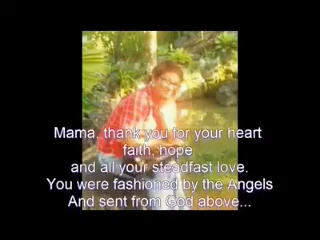 Mama, thank you for your heart
faith, hope
and all your steadfast love.
You were fashioned by the Angels
And sent from God above...